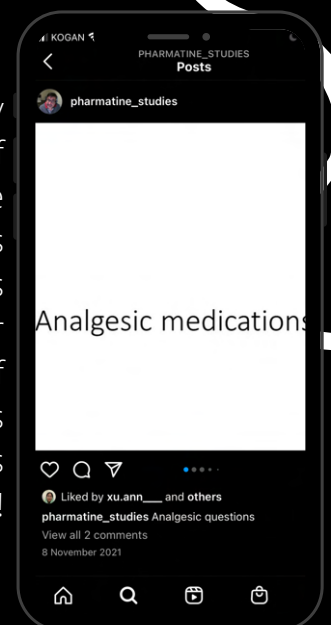 KOGAN
PHARMATINE_STUDIES
Posts
pharmatine_studies
Analgesic medications
Liked by xu.ann___ and others
pharmatine_studies Analgesic questions
View all 2 comments
8 November 2021